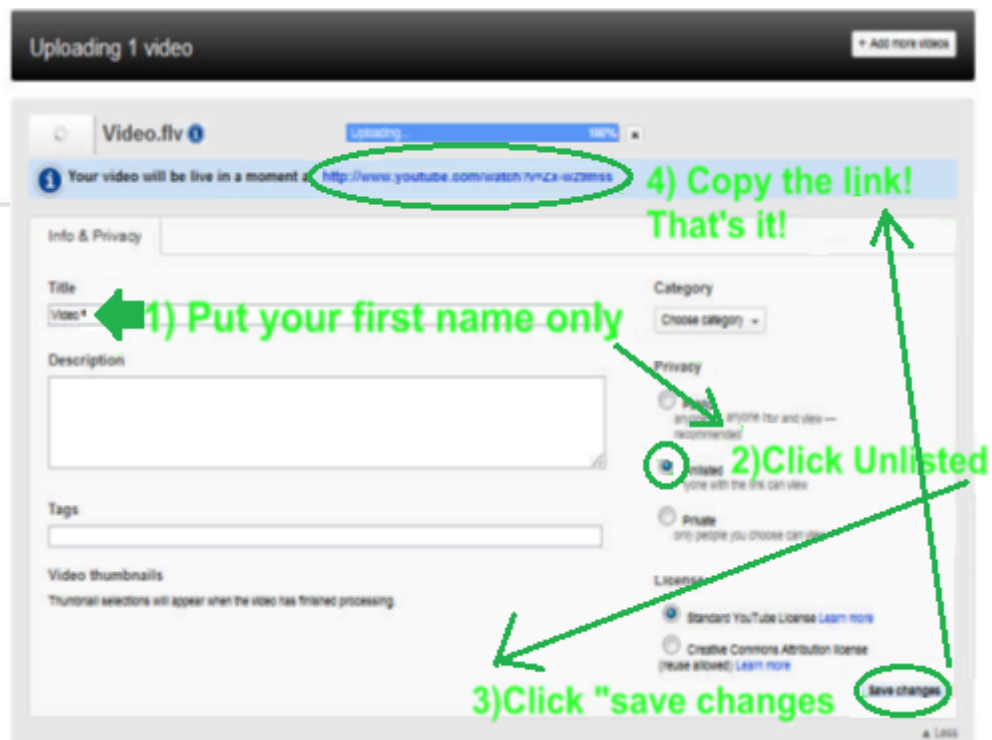 Uploading 1 video
+ Add more videos
Video.flv
Uploading... 100%
Your video will be live in a moment a
4) Copy the link!
That's it!
Info & Privacy
Title
Video
1) Put your first name only
Description
Tags
Video thumbnails
Thumbnail selections will appear when the video has finished processing.
Category
Choose category
Privacy
anyone for and view —
recommended
2)Click Unlisted
yone with the link can view
Private
only people you choose can view
License
Standard YouTube License Learn more
Creative Commons Attribution license
(reuse allowed) Learn more
3)Click "save changes
Save changes
Less